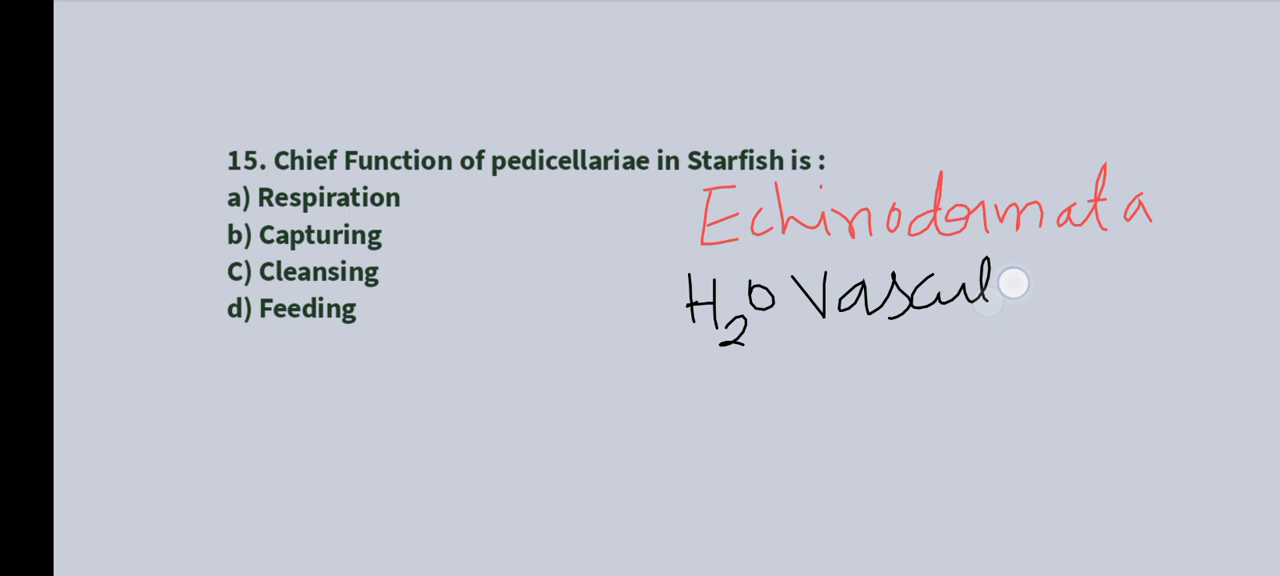 15. Chief Function of pedicellariae in Starfish is :
a) Respiration
b) Capturing
C) Cleansing
d) Feeding
Echinodermata
H2O Vascul